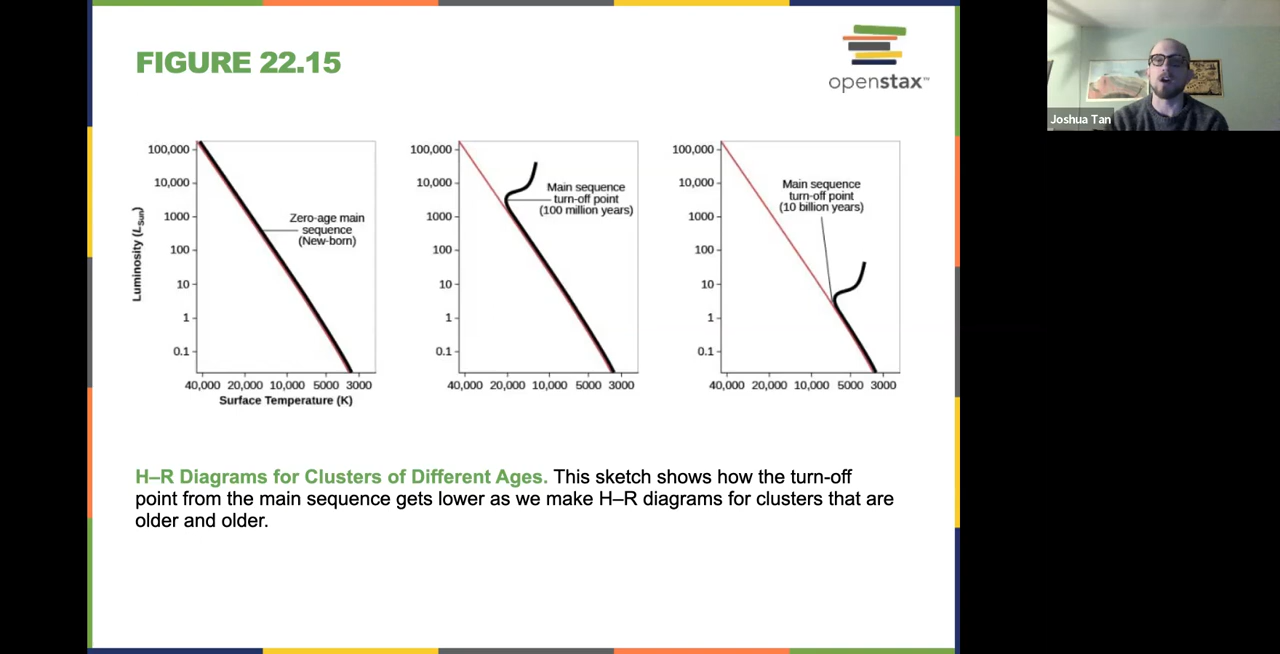 FIGURE 22.15
openstax™
Joshua Tan
Luminosity (LSun)
100,000
10,000
1000
100
10
1
0.1
Zero-age main
sequence
(New-born)
40,000 20,000 10,000 5000 3000
Surface Temperature (K)
100,000
10,000
1000
100
10
1
0.1
Main sequence
turn-off point
(100 million years)
40,000 20,000 10,000 5000 3000
100,000
10,000
1000
100
10
1
0.1
Main sequence
turn-off point
(10 billion years)
40,000 20,000 10,000 5000 3000
H–R Diagrams for Clusters of Different Ages. This sketch shows how the turn-off
point from the main sequence gets lower as we make H–R diagrams for clusters that are
older and older.